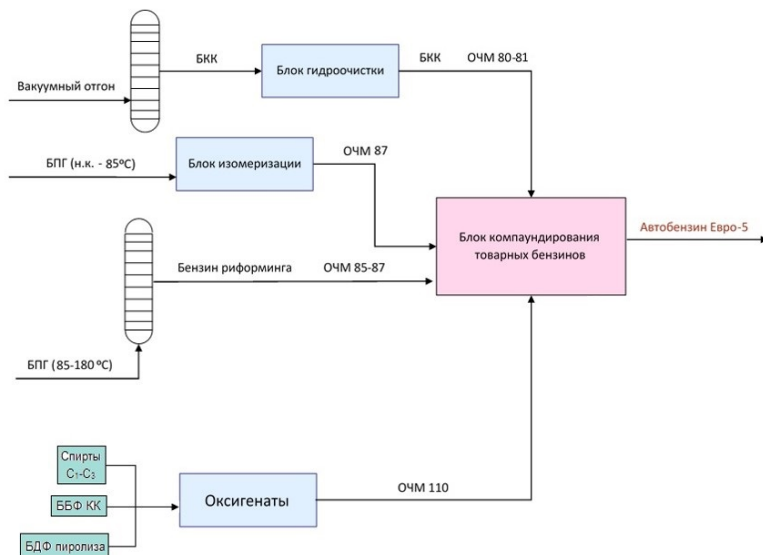 БКК
Блок гидроочистки
БКК
ОЧМ 80-81
Вакуумный отгон
БПГ (н.к. - 85ºС)
Блок изомеризации
ОЧМ 87
Блок компаундирования
товарных бензинов
Автобензин Евро-5
Бензин риформинга
ОЧМ 85-87
БПГ (85-180 ºС)
Спирты
С₁-С₃
ББФ КК
БДФ пиролиза
Оксигенаты
ОЧМ 110